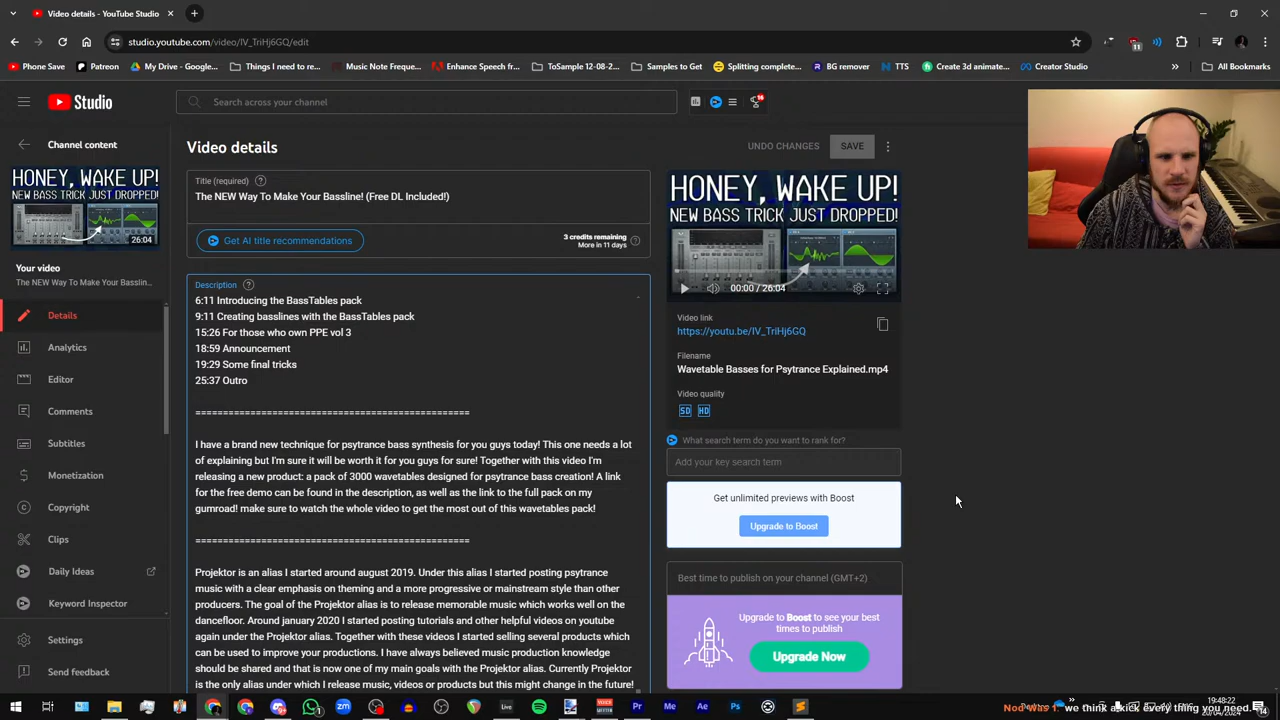 Video details - YouTube Studio
studio.youtube.com/video/IV_TriHj6GQ/edit
Phone Save
Patreon
My Drive - Google...
Things I need to re...
Music Note Freque...
Enhance Speech fr...
ToSample 12-08-2...
Samples to Get
Splitting complete...
BG remover
TTS
Create 3d animate...
Creator Studio
All Bookmarks
Studio
Search across your channel
Channel content
HONEY, WAKE UP!
NEW BASS TRICK JUST DROPPED!
26:04
Your video
The NEW Way To Make Your Basslin...
Details
Analytics
Editor
Comments
Subtitles
Monetization
Copyright
Clips
Daily Ideas
Keyword Inspector
Settings
Send feedback
Video details
UNDO CHANGES
SAVE
Title (required)
The NEW Way To Make Your Bassline! (Free DL Included!)
Get AI title recommendations
3 credits remaining
More in 11 days
Description
6:11 Introducing the BassTables pack
9:11 Creating basslines with the BassTables pack
15:26 For those who own PPE vol 3
18:59 Announcement
19:29 Some final tricks
25:37 Outro
==================================================
I have a brand new technique for psytrance bass synthesis for you guys today! This one needs a lot
of explaining but I'm sure it will be worth it for you guys for sure! Together with this video I'm
releasing a new product: a pack of 3000 wavetables designed for psytrance bass creation! A link
for the free demo can be found in the description, as well as the link to the full pack on my
gumroad! make sure to watch the whole video to get the most out of this wavetables pack!
==================================================
Projektor is an alias I started around august 2019. Under this alias I started posting psytrance
music with a clear emphasis on theming and a more progressive or mainstream style than other
producers. The goal of the Projektor alias is to release memorable music which works well on the
dancefloor. Around january 2020 I started posting tutorials and other helpful videos on youtube
again under the Projektor alias. Together with these videos I started selling several products which
can be used to improve your productions. I have always believed music production knowledge
should be shared and that is now one of my main goals with the Projektor alias. Currently Projektor
is the only alias under which I release music, videos or products but this might change in the future!
HONEY, WAKE UP!
NEW BASS TRICK JUST DROPPED!
00:00 / 26:04
Video link
https://youtu.be/IV_TriHj6GQ
Filename
Wavetable Basses for Psytrance Explained.mp4
Video quality
SD HD
What search term do you want to rank for?
Add your key search term
Get unlimited previews with Boost
Upgrade to Boost
Best time to publish on your channel (GMT+2)
Upgrade to Boost to see your best
times to publish
Upgrade Now
we think a kick every thing you need.
19:48:22